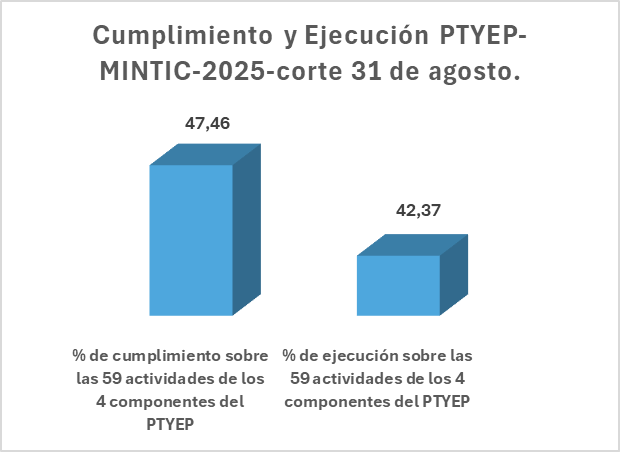 Cumplimiento y Ejecución PTYEP-
MINTIC-2025-corte 31 de agosto.
47,46
42,37
% de cumplimiento sobre
las 59 actividades de los
4 componentes del
PTYEP
% de ejecución sobre las
59 actividades de los 4
componentes del PTYEP